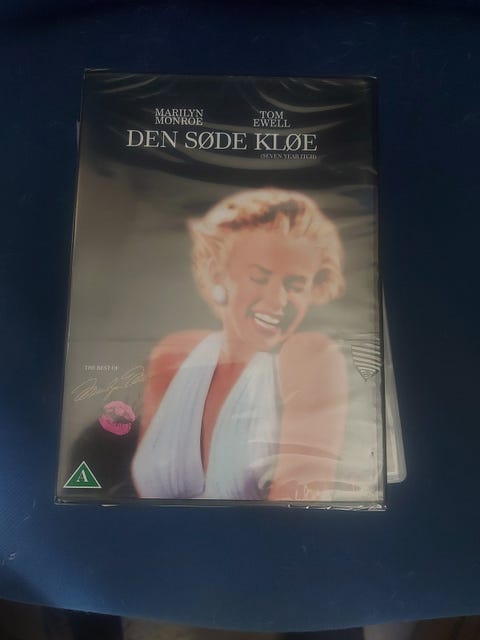 MARILYN
MONROE
TOM
EWELL
DEN SØDE KLØE
(SEVEN YEAR ITCH)
THE BEST OF
A